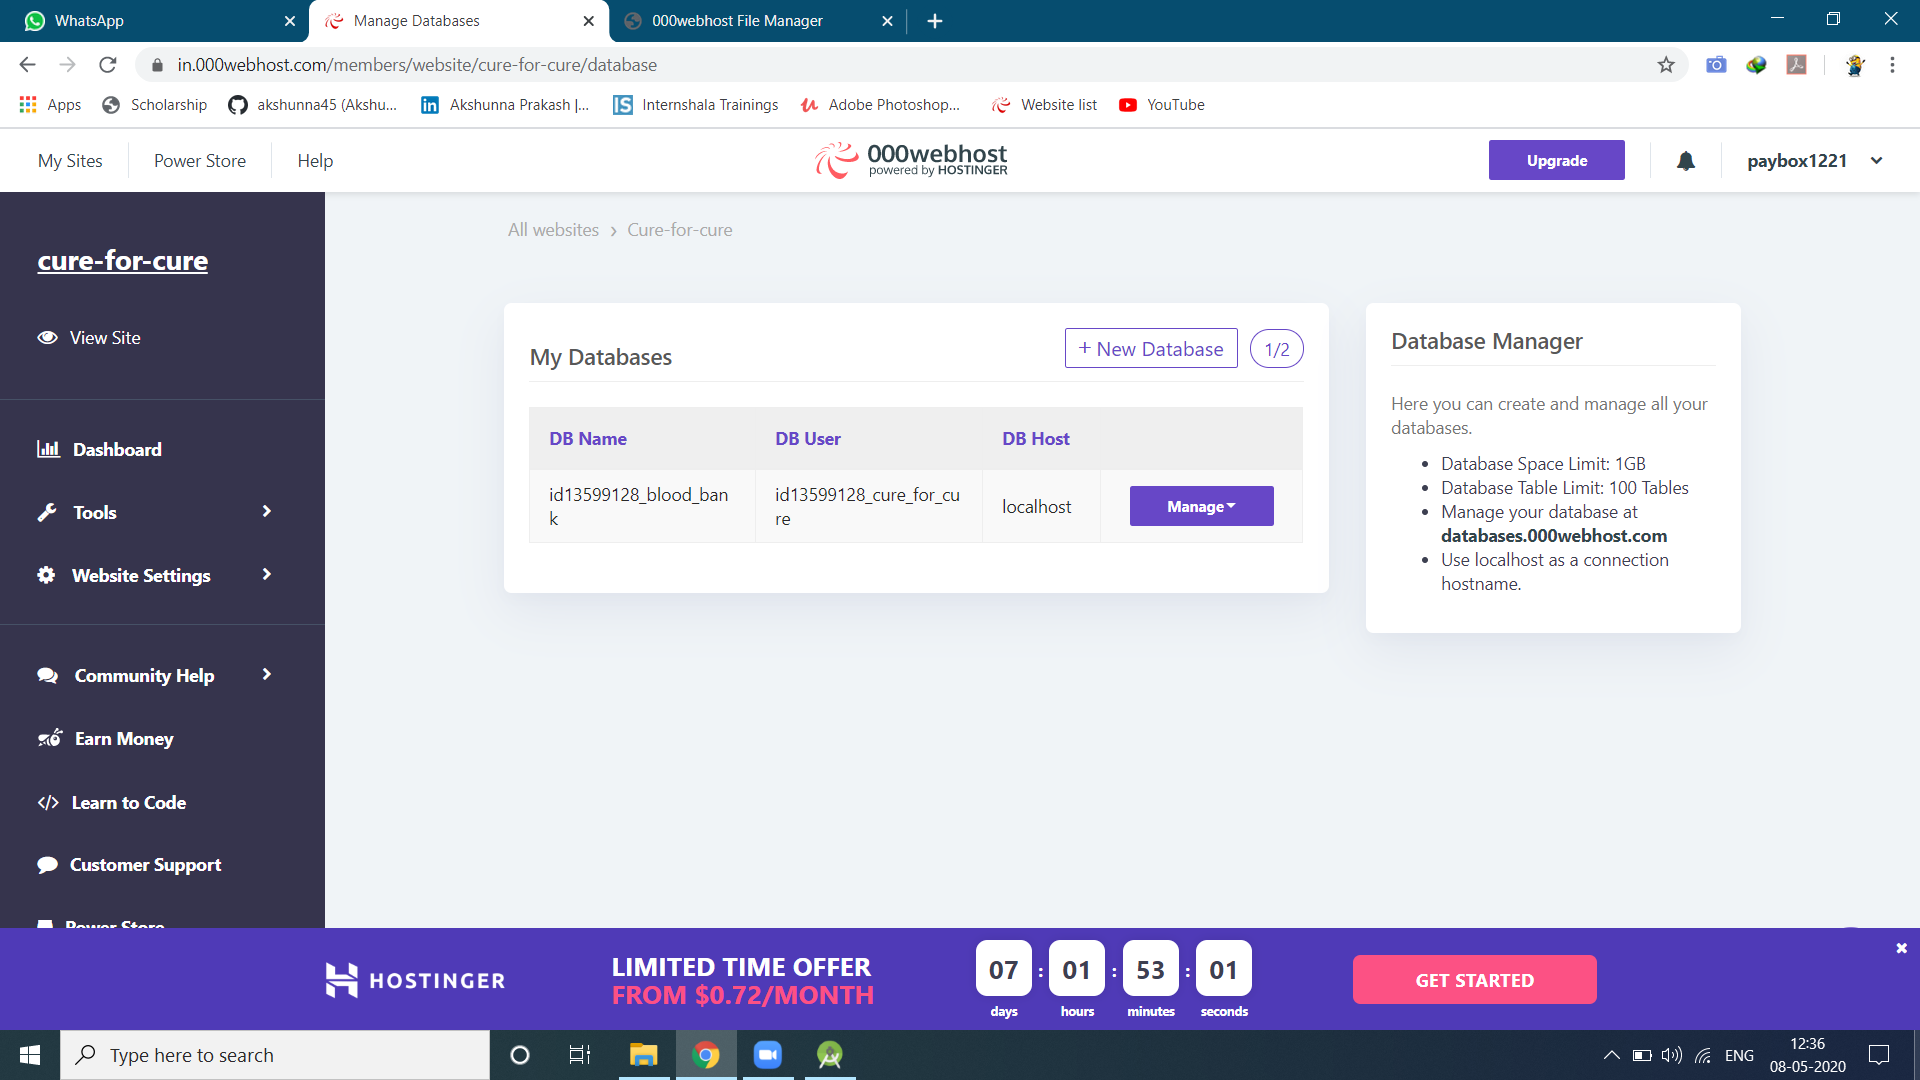 WhatsApp
Manage Databases
000webhost File Manager
in.000webhost.com/members/website/cure-for-cure/database
Apps
Scholarship
akshunna45 (Akshu...
Akshunna Prakash |...
Internshala Trainings
Adobe Photoshop...
Website list
YouTube
My Sites
Power Store
Help
000webhost
powered by HOSTINGER
Upgrade
paybox1221
cure-for-cure
View Site
Dashboard
Tools
Website Settings
Community Help
Earn Money
Learn to Code
Customer Support
Power Store
All websites › Cure-for-cure
My Databases
+ New Database
1/2
DB Name DB User DB Host
id13599128_blood_ban
k
id13599128_cure_for_cu
re
localhost
Manage
Database Manager
Here you can create and manage all your
databases.
• Database Space Limit: 1GB
• Database Table Limit: 100 Tables
• Manage your database at
databases.000webhost.com
• Use localhost as a connection
hostname.
HOSTINGER
LIMITED TIME OFFER
FROM $0.72/MONTH
07 : 01 : 53 : 01
days hours minutes seconds
GET STARTED
Type here to search
ENG
12:36
08-05-2020